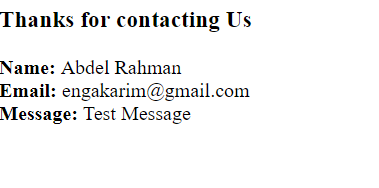 Thanks for contacting Us
Name: Abdel Rahman
Email: engakarim@gmail.com
Message: Test Message